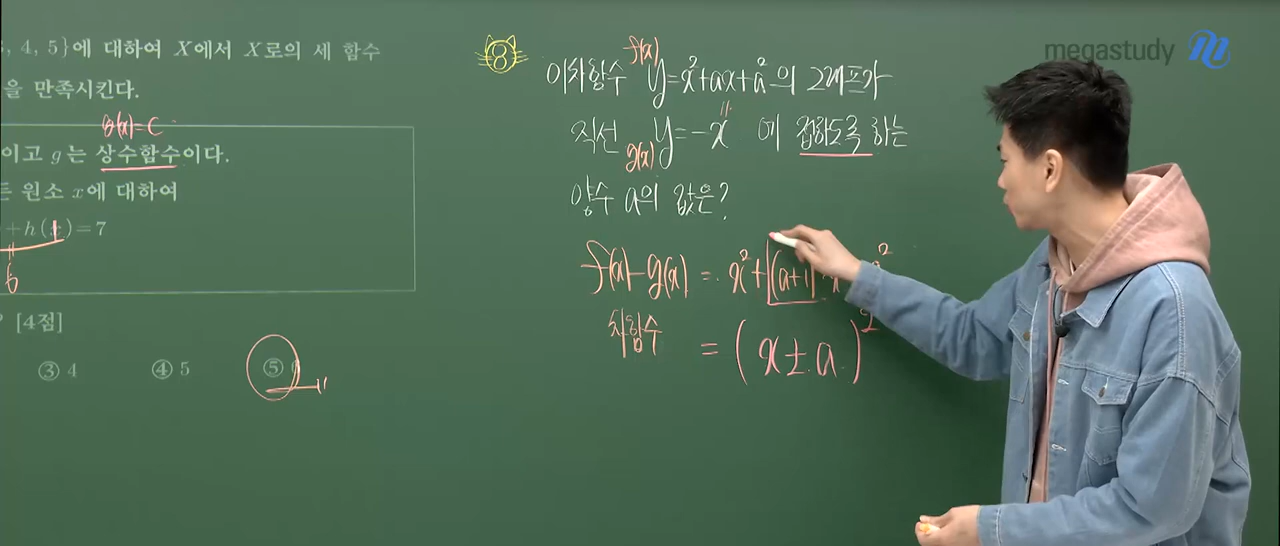 , 4, 5}에 대하여 X에서 X로의 세 함수
을 만족시킨다.
g(x)=C
이고 g는 상수함수이다.
든 원소 x에 대하여
+h( )=7
6
? [4점]
③ 4 ④ 5 ⑤
megastudy
8
f(x)
이차함수 y=x²+ax+a²의 그래프가
직선 y=-x 에 접하도록 하는
g(x)
양수 a의 값은?
f(x)-g(x) = x²+(a+1) x ²
차함수 = (x±a)²